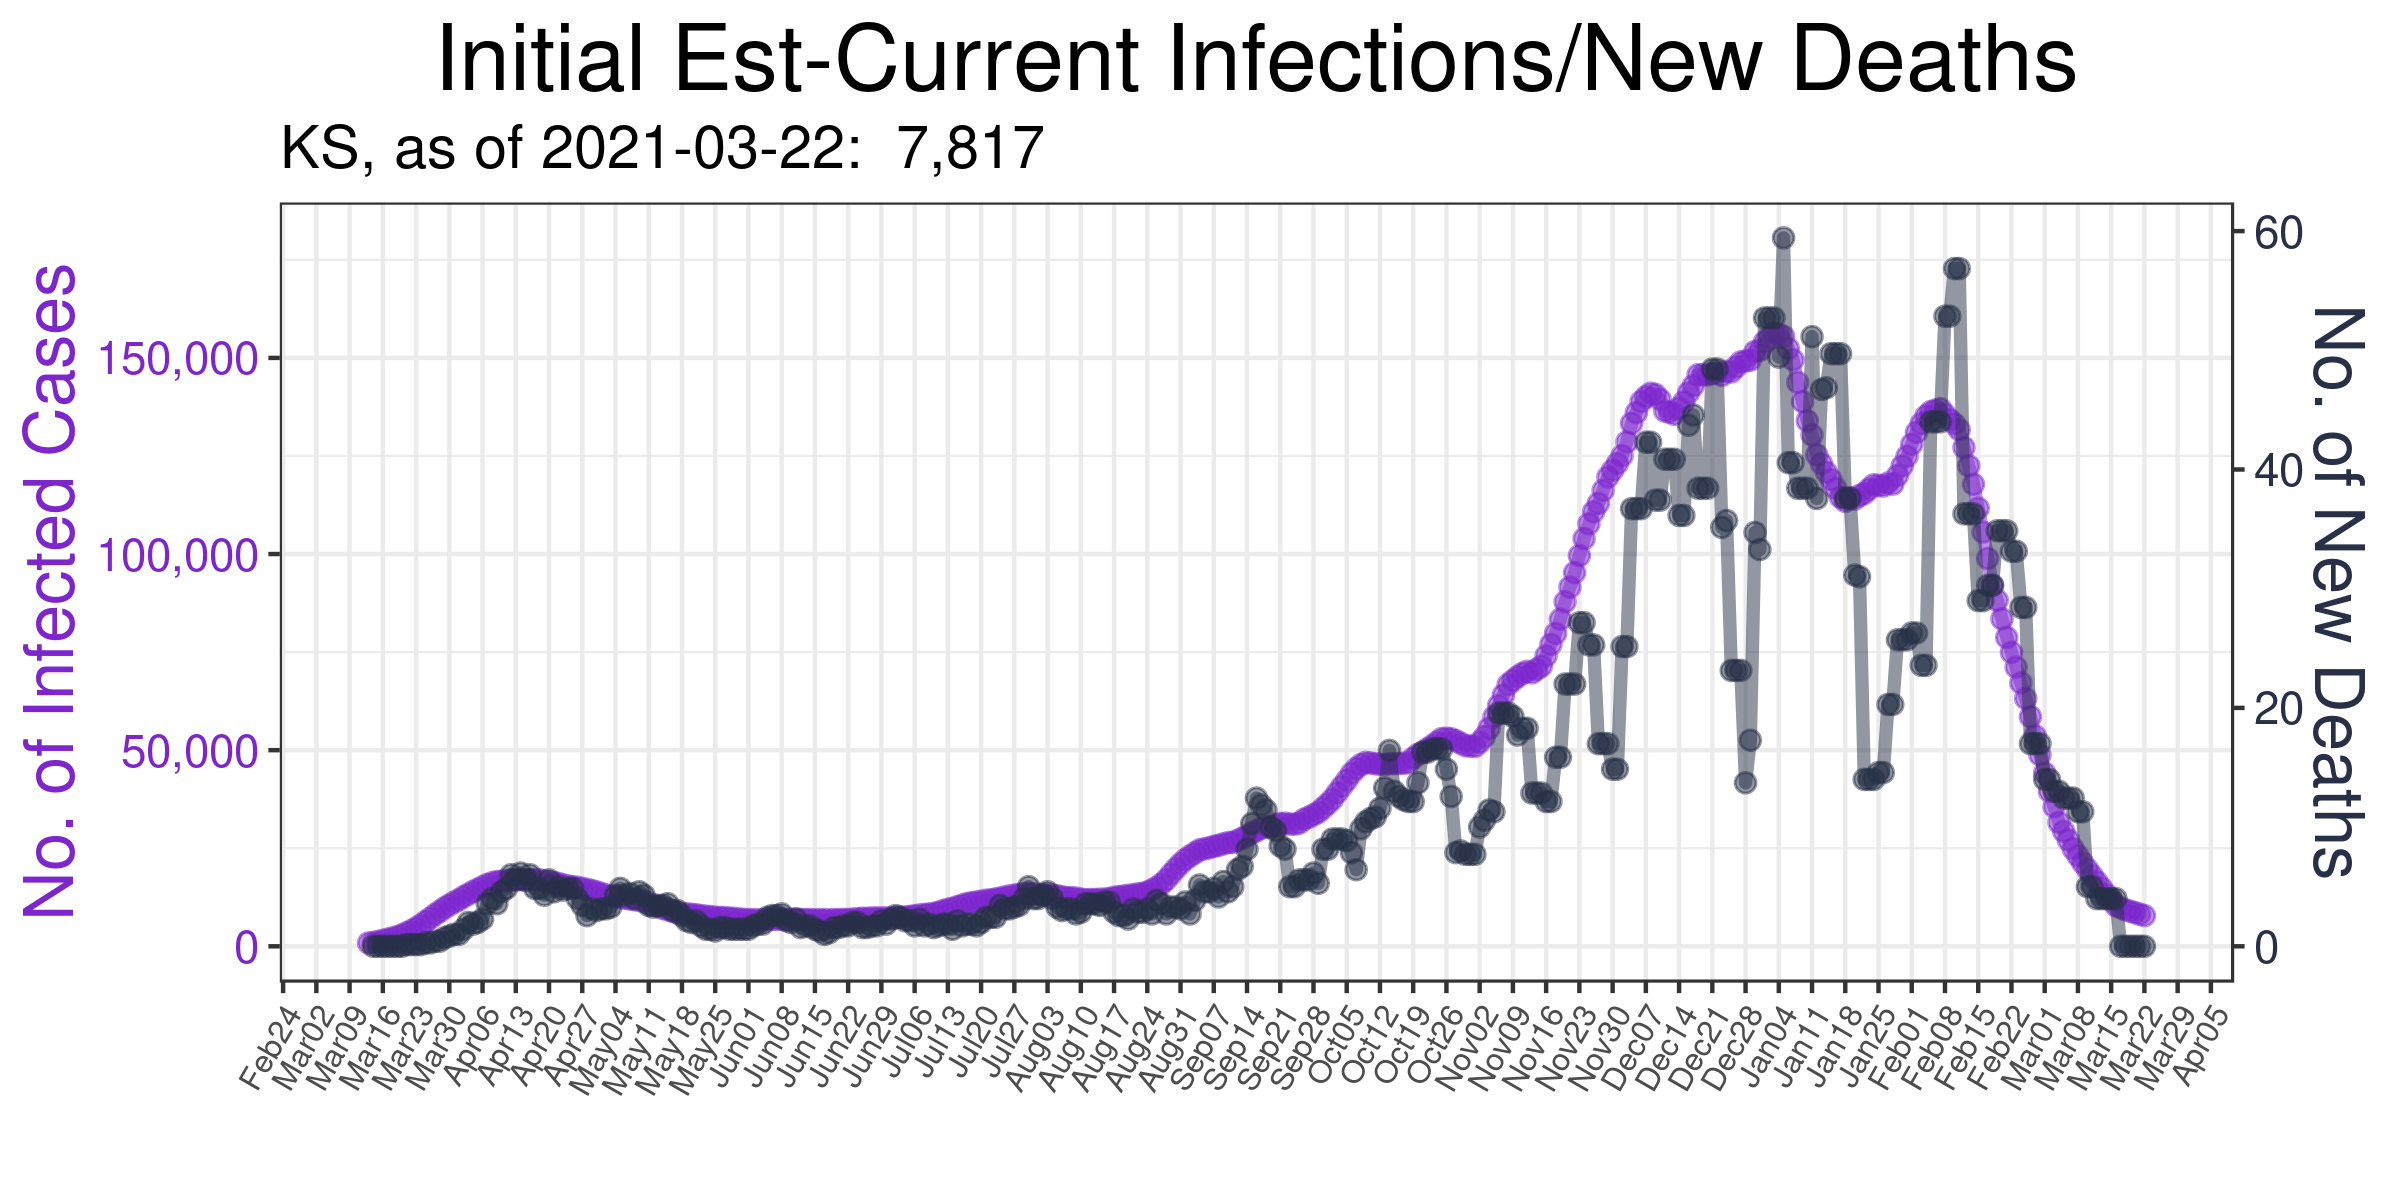 Initial Est-Current Infections/New Deaths
KS, as of 2021-03-22:  7,817
No. of Infected Cases
150,000
100,000
50,000
0
60
40
20
0
No. of New Deaths
Feb24
Mar02
Mar09
Mar16
Mar23
Mar30
Apr06
Apr13
Apr20
Apr27
May04
May11
May18
May25
Jun01
Jun08
Jun15
Jun22
Jun29
Jul06
Jul13
Jul20
Jul27
Aug03
Aug10
Aug17
Aug24
Aug31
Sep07
Sep14
Sep21
Sep28
Oct05
Oct12
Oct19
Oct26
Nov02
Nov09
Nov16
Nov23
Nov30
Dec07
Dec14
Dec21
Dec28
Jan04
Jan11
Jan18
Jan25
Feb01
Feb08
Feb15
Feb22
Mar01
Mar08
Mar15
Mar22
Mar29
Apr05